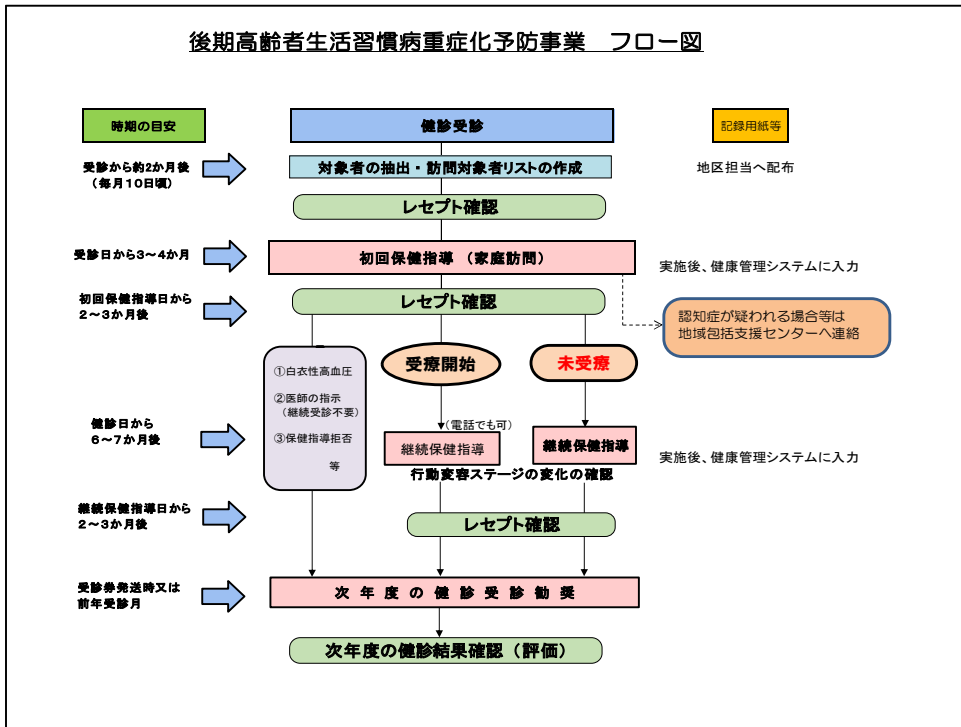 後期高齢者生活習慣病重症化予防事業　フロー図
時期の目安
健診受診
記録用紙等
受診から約2か月後
（毎月１０日頃）
対象者の抽出・訪問対象者リストの作成
地区担当へ配布
レセプト確認
受診日から３～４か月
初回保健指導（家庭訪問）
実施後、健康管理システムに入力
初回保健指導日から
２～３か月後
レセプト確認
認知症が疑われる場合等は
地域包括支援センターへ連絡
①白衣性高血圧
②医師の指示
（継続受診不要）
③保健指導拒否
等
受療開始
未受療
健診日から
６～７か月後
（電話でも可）
継続保健指導
継続保健指導
行動変容ステージの変化の確認
実施後、健康管理システムに入力
継続保健指導日から
２～３か月後
レセプト確認
受診券発送時又は
前年受診月
次年度の健診受診勧奨
次年度の健診結果確認（評価）